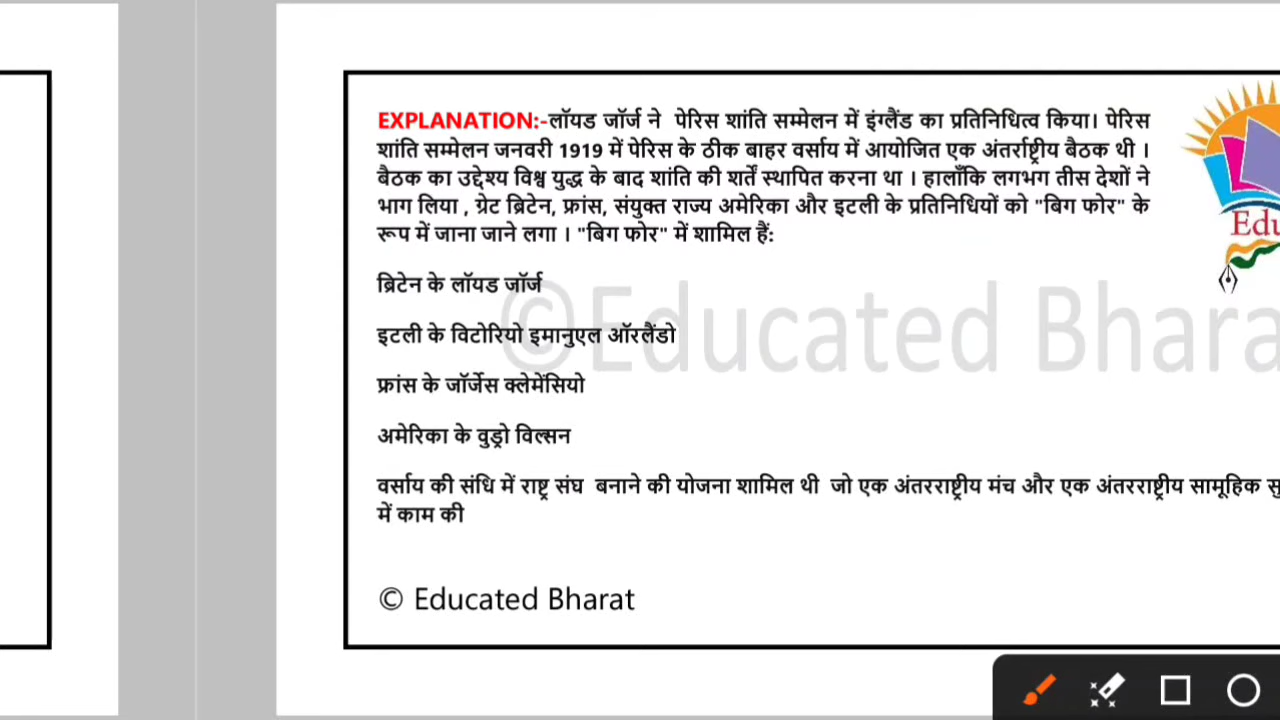 EXPLANATION:-लॉयड जॉर्ज ने पेरिस शांति सम्मेलन में इंग्लैंड का प्रतिनिधित्व किया। पेरिस
शांति सम्मेलन जनवरी 1919 में पेरिस के ठीक बाहर वर्साय में आयोजित एक अंतर्राष्ट्रीय बैठक थी ।
बैठक का उद्देश्य विश्व युद्ध के बाद शांति की शर्तें स्थापित करना था । हालाँकि लगभग तीस देशों ने
भाग लिया , ग्रेट ब्रिटेन, फ्रांस, संयुक्त राज्य अमेरिका और इटली के प्रतिनिधियों को "बिग फोर" के
रूप में जाना जाने लगा । "बिग फोर" में शामिल हैं:
ब्रिटेन के लॉयड जॉर्ज
इटली के विटोरियो इमानुएल ऑरलैंडो
फ्रांस के जॉर्जेस क्लेमेंसियो
अमेरिका के वुड्रो विल्सन
वर्साय की संधि में राष्ट्र संघ बनाने की योजना शामिल थी जो एक अंतरराष्ट्रीय मंच और एक अंतरराष्ट्रीय सामूहिक
में काम की
© Educated Bharat
©Educated Bhara
Edu